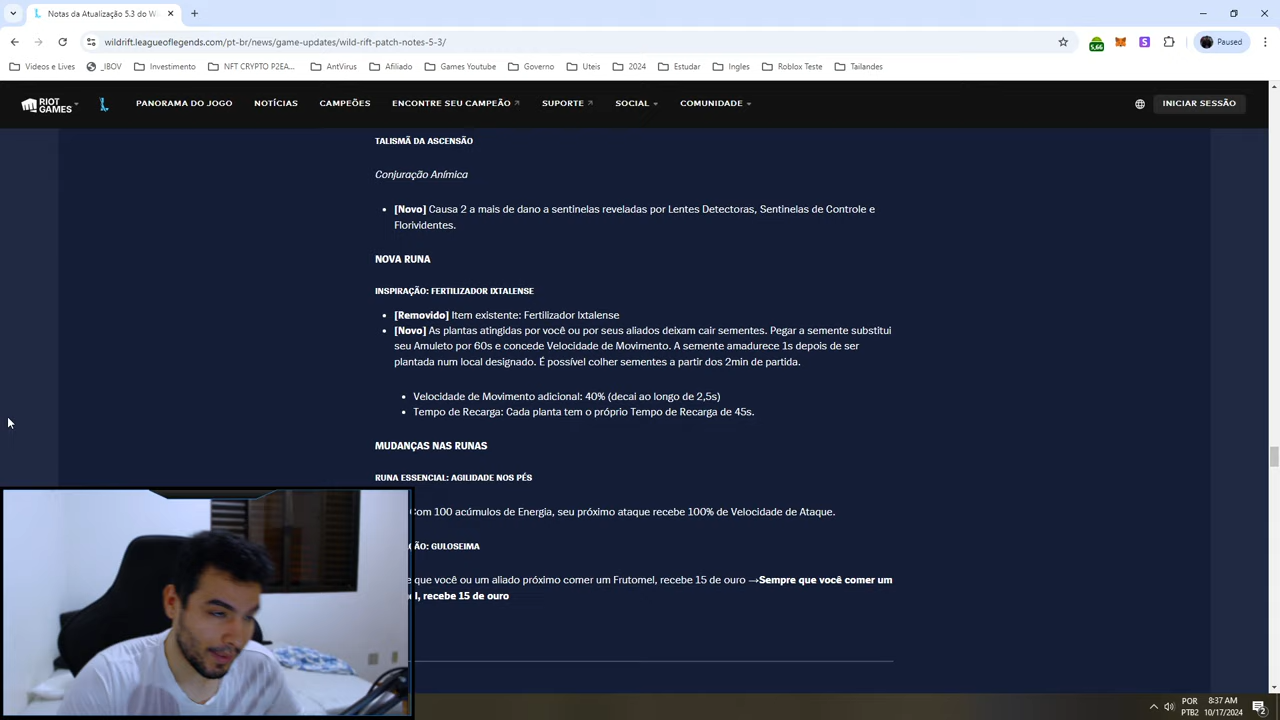 Notas da Atualização 5.3 do Wi
wildrift.leagueoflegends.com/pt-br/news/game-updates/wild-rift-patch-notes-5-3/
5,66
S
Paused
Videos e Lives
_IBOV
Investimento
NFT CRYPTO P2EA...
AntVirus
Afiliado
Games Youtube
Governo
Uteis
2024
Estudar
Ingles
Roblox Teste
Tailandes
RIOT GAMES
PANORAMA DO JOGO
NOTÍCIAS
CAMPEÕES
ENCONTRE SEU CAMPEÃO
SUPORTE
SOCIAL
COMUNIDADE
INICIAR SESSÃO
TALISMÃ DA ASCENSÃO
Conjuração Anímica
[Novo] Causa 2 a mais de dano a sentinelas reveladas por Lentes Detectoras, Sentinelas de Controle e
Florividentes.
NOVA RUNA
INSPIRAÇÃO: FERTILIZADOR IXTALENSE
[Removido] Item existente: Fertilizador Ixtalense
[Novo] As plantas atingidas por você ou por seus aliados deixam cair sementes. Pegar a semente substitui
seu Amuleto por 60s e concede Velocidade de Movimento. A semente amadurece 1s depois de ser
plantada num local designado. É possível colher sementes a partir dos 2min de partida.
Velocidade de Movimento adicional: 40% (decai ao longo de 2,5s)
Tempo de Recarga: Cada planta tem o próprio Tempo de Recarga de 45s.
MUDANÇAS NAS RUNAS
RUNA ESSENCIAL: AGILIDADE NOS PÉS
Com 100 acúmulos de Energia, seu próximo ataque recebe 100% de Velocidade de Ataque.
ÃO: GULOSEIMA
que você ou um aliado próximo comer um Frutomel, recebe 15 de ouro →Sempre que você comer um
, recebe 15 de ouro
POR
PTB2
8:37 AM
10/17/2024
2